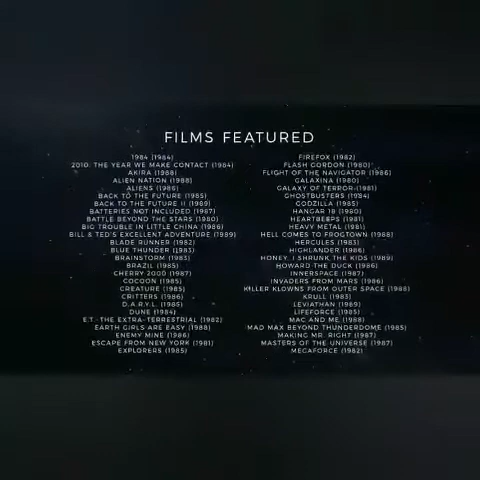 FILMS FEATURED
1984 (1984)
2010: THE YEAR WE MAKE CONTACT (1984)
AKIRA (1988)
ALIEN NATION (1988)
ALIENS (1986)
BACK TO THE FUTURE (1985)
BACK TO THE FUTURE II (1989)
BATTERIES NOT INCLUDED (1987)
BATTLE BEYOND THE STARS (1980)
BIG TROUBLE IN LITTLE CHINA (1986)
BILL & TED'S EXCELLENT ADVENTURE (1989)
BLADE RUNNER (1982)
BLUE THUNDER (1983)
BRAINSTORM (1983)
BRAZIL (1985)
CHERRY 2000 (1987)
COCOON (1985)
CREATURE (1985)
CRITTERS (1986)
D.A.R.Y.L. (1985)
DUNE (1984)
E.T. THE EXTRA-TERRESTRIAL (1982)
EARTH GIRLS ARE EASY (1988)
ENEMY MINE (1986)
ESCAPE FROM NEW YORK (1981)
EXPLORERS (1985)
FIREFOX (1982)
FLASH GORDON (1980)
FLIGHT OF THE NAVIGATOR (1986)
GALAXINA (1980)
GALAXY OF TERROR (1981)
GHOSTBUSTERS (1984)
GODZILLA (1985)
HANGAR 18 (1980)
HEARTBEEPS (1981)
HEAVY METAL (1981)
HELL COMES TO FROGTOWN (1988)
HERCULES (1983)
HIGHLANDER (1986)
HONEY, I SHRUNK THE KIDS (1989)
HOWARD THE DUCK (1986)
INNERSPACE (1987)
INVADERS FROM MARS (1986)
KILLER KLOWNS FROM OUTER SPACE (1988)
KRULL (1983)
LEVIATHAN (1989)
LIFEFORCE (1985)
MAC AND ME (1988)
MAD MAX BEYOND THUNDERDOME (1985)
MAKING MR. RIGHT (1987)
MASTERS OF THE UNIVERSE (1987)
MEGAFORCE (1982)